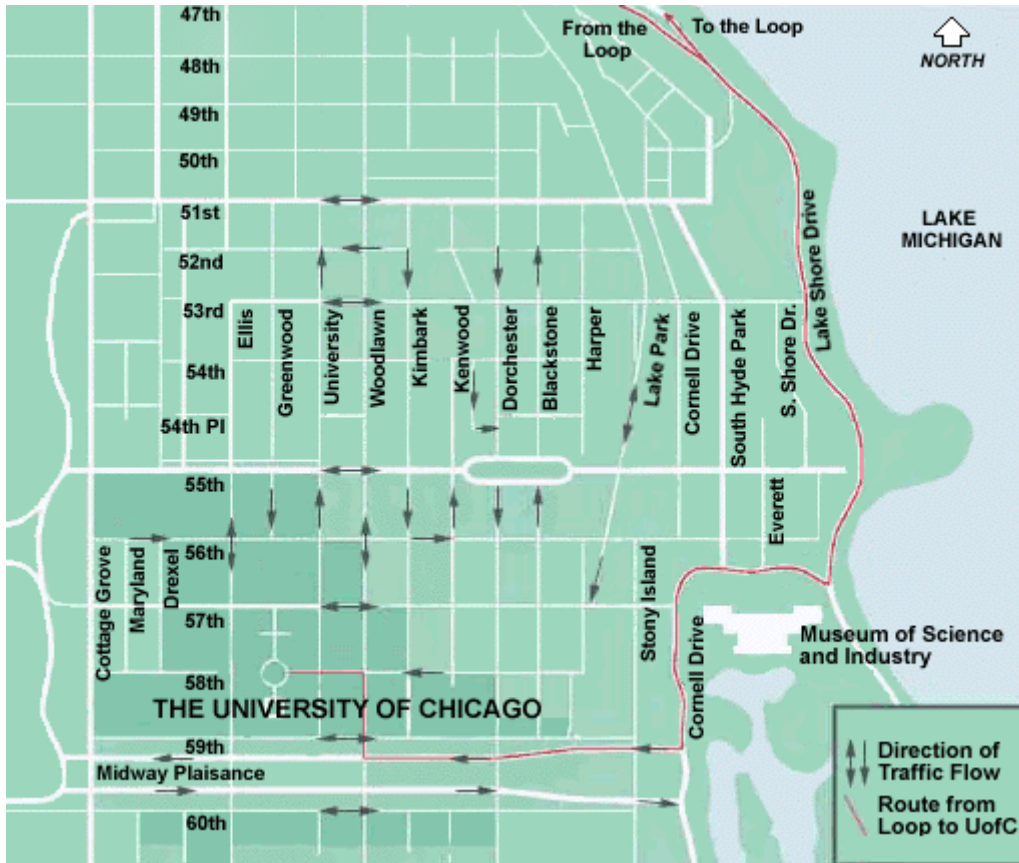 47th
From the
Loop
To the Loop
NORTH
48th
49th
50th
51st
LAKE
MICHIGAN
Lake Shore Drive
52nd
53rd
Ellis
Greenwood
University
Woodlawn
Kimbark
Kenwood
Dorchester
Blackstone
Harper
Lake Park
Cornell Drive
South Hyde Park
S. Shore Dr.
54th
54th Pl
55th
Everett
56th
Cottage Grove
Maryland
Drexel
Stony Island
57th
Cornell Drive
Museum of Science
and Industry
58th
THE UNIVERSITY OF CHICAGO
59th
Midway Plaisance
60th
Direction of
Traffic Flow
Route from
Loop to UofC